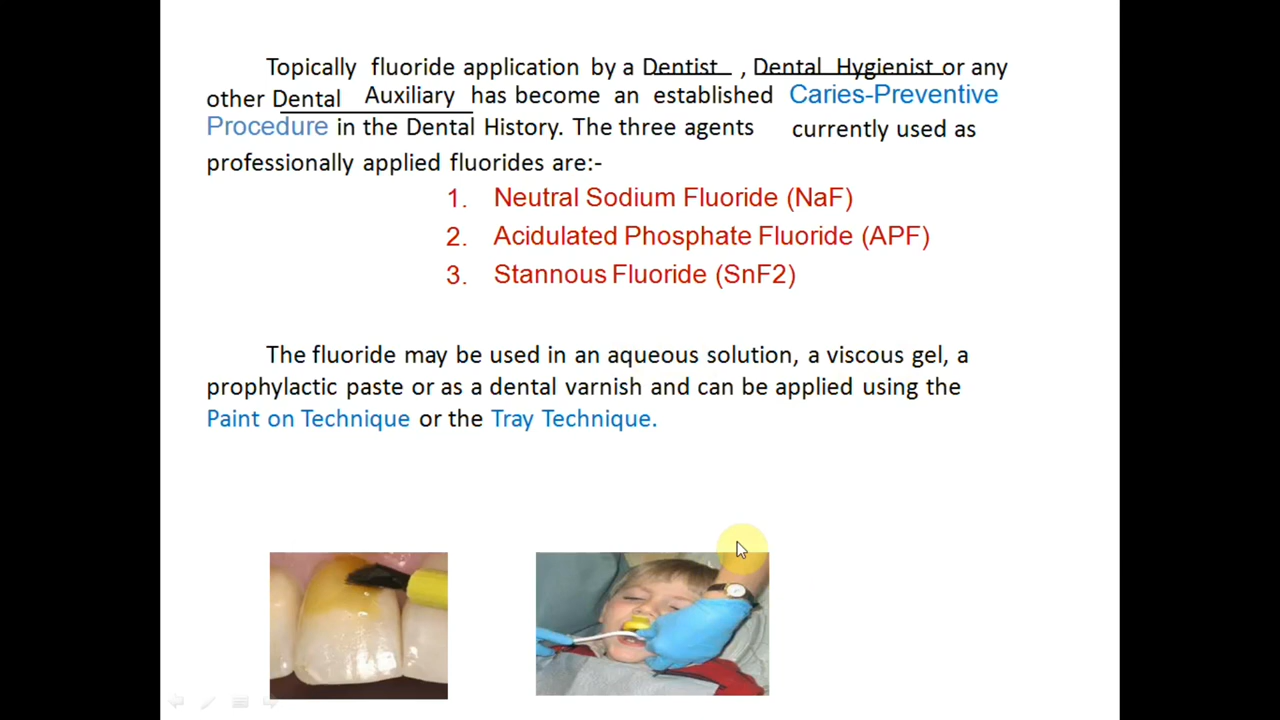 Topically fluoride application by a Dentist , Dental Hygienist or any
other Dental Auxiliary has become an established Caries-Preventive
Procedure in the Dental History. The three agents currently used as
professionally applied fluorides are:-
1. Neutral Sodium Fluoride (NaF)
2. Acidulated Phosphate Fluoride (APF)
3. Stannous Fluoride (SnF2)
The fluoride may be used in an aqueous solution, a viscous gel, a
prophylactic paste or as a dental varnish and can be applied using the
Paint on Technique or the Tray Technique.